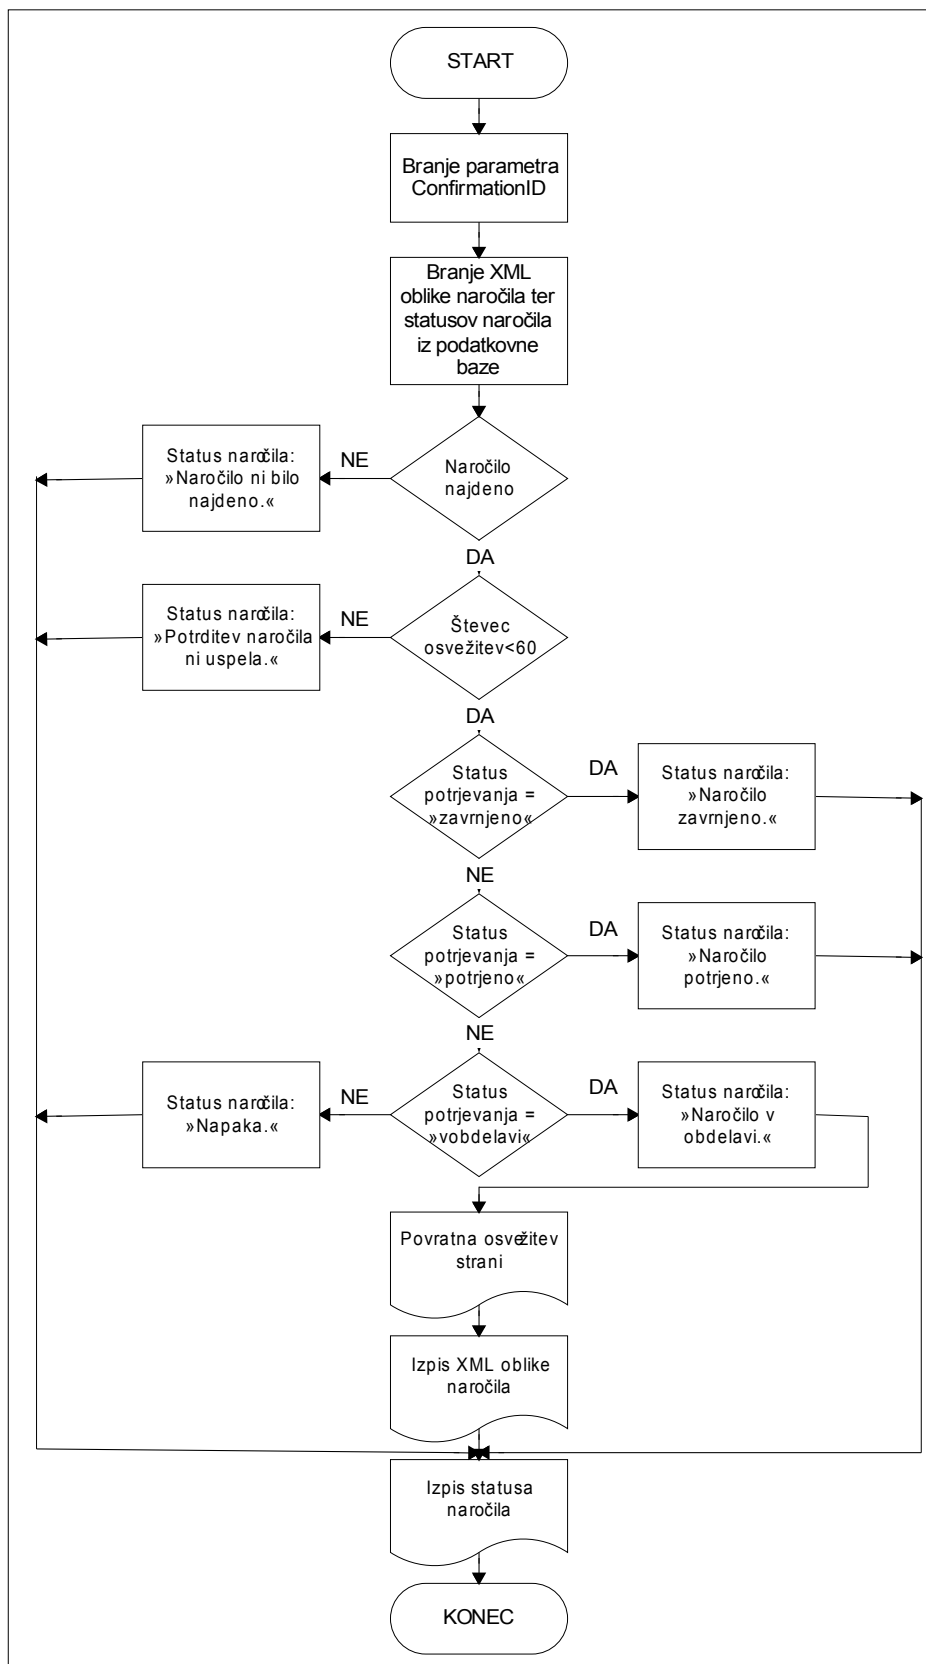 START
Branje parametra
ConfirmationID
Branje XML
oblike naročila ter
statusov naročila
iz podatkovne
baze
Naročilo
najdeno
NE
Status naročila:
»Naročilo ni bilo
najdeno.«
DA
Števec
osvežitev<60
NE
Status naročila:
»Potrditev naročila
ni uspela.«
DA
Status
potrjevanja =
»zavrnjeno«
DA
Status naročila:
»Naročilo
zavrnjeno.«
NE
Status
potrjevanja =
»potrjeno«
DA
Status naročila:
»Naročilo
potrjeno.«
NE
Status
potrjevanja =
»vobdelavi«
NE
Status naročila:
»Napaka.«
DA
Status naročila:
»Naročilo v
obdelavi.«
Povratna osvežitev
strani
Izpis XML oblike
naročila
Izpis statusa
naročila
KONEC